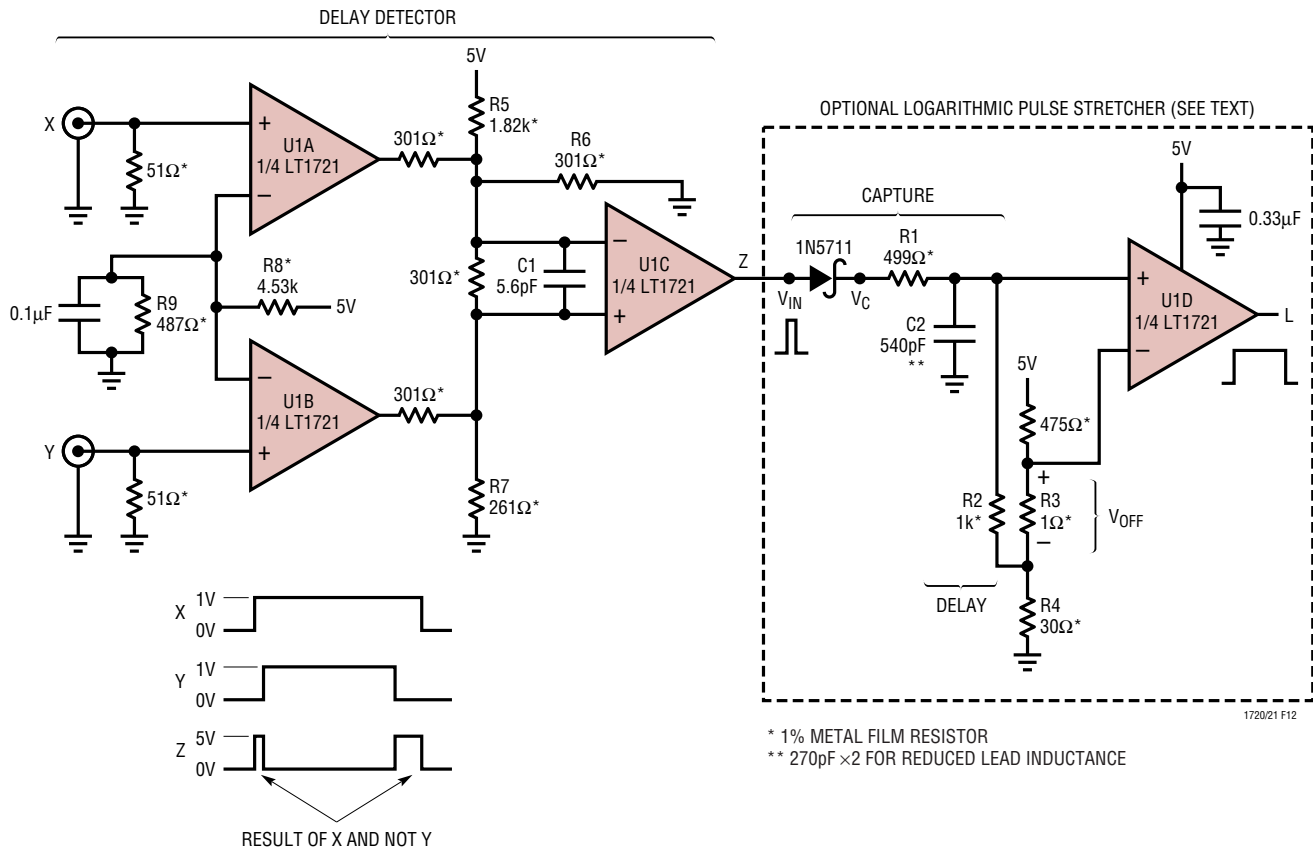 DELAY DETECTOR
X
51Ω*
+
−
U1A
1/4 LT1721
301Ω*
5V
R5
1.82k*
R6
301Ω*
0.1µF
R9
487Ω*
R8*
4.53k
5V
301Ω*
C1
5.6pF
−
+
U1C
1/4 LT1721
Z
Y
51Ω*
−
+
U1B
1/4 LT1721
301Ω*
R7
261Ω*
OPTIONAL LOGARITHMIC PULSE STRETCHER (SEE TEXT)
CAPTURE
1N5711
VIN
VC
R1
499Ω*
C2
540pF
**
5V
0.33µF
+
−
U1D
1/4 LT1721
L
5V
475Ω*
R2
1k*
+
R3
1Ω*
−
VOFF
DELAY
R4
30Ω*
1720/21 F12
X
1V
0V
Y
1V
0V
Z
5V
0V
RESULT OF X AND NOT Y
* 1% METAL FILM RESISTOR
** 270pF ×2 FOR REDUCED LEAD INDUCTANCE